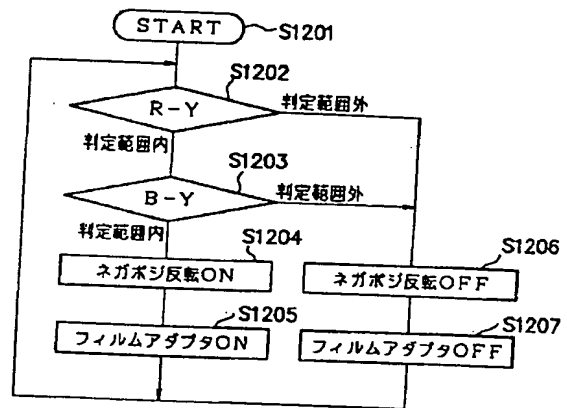 START
S1201
S1202
R-Y
判定範囲外
判定範囲内
S1203
B-Y
判定範囲外
判定範囲内
S1204
ネガポジ反転ON
S1206
ネガポジ反転OFF
S1205
フィルムアダプタON
S1207
フィルムアダプタOFF